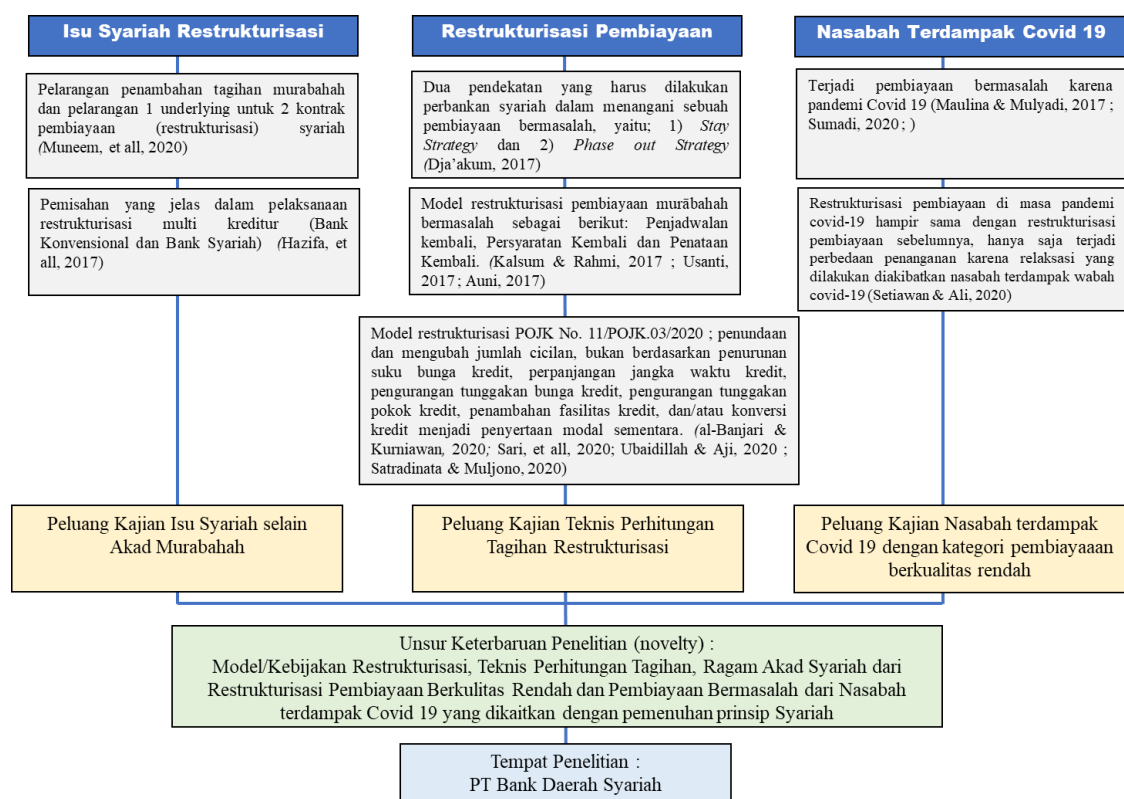 Isu Syariah Restrukturisasi
Pelarangan penambahan tagihan murabahah
dan pelarangan 1 underlying untuk 2 kontrak
pembiayaan (restrukturisasi) syariah
(Muneem, et all, 2020)
Pemisahan yang jelas dalam pelaksanaan
restrukturisasi multi kreditur (Bank
Konvensional dan Bank Syariah) (Hazifa, et
all, 2017)
Peluang Kajian Isu Syariah selain
Akad Murabahah
Restrukturisasi Pembiayaan
Dua pendekatan yang harus dilakukan
perbankan syariah dalam menangani sebuah
pembiayaan bermasalah, yaitu; 1) Stay
Strategy dan 2) Phase out Strategy
(Dja’akum, 2017)
Model restrukturisasi pembiayaan murābahah
bermasalah sebagai berikut: Penjadwalan
kembali, Persyaratan Kembali dan Penataan
Kembali. (Kalsum & Rahmi, 2017 ; Usanti,
2017 ; Auni, 2017)
Model restrukturisasi POJK No. 11/POJK.03/2020 ; penundaan
dan mengubah jumlah cicilan, bukan berdasarkan penurunan
suku bunga kredit, perpanjangan jangka waktu kredit,
pengurangan tunggakan bunga kredit, pengurangan tunggakan
pokok kredit, penambahan fasilitas kredit, dan/atau konversi
kredit menjadi penyertaan modal sementara. (al-Banjari &
Kurniawan, 2020; Sari, et all, 2020; Ubaidillah & Aji, 2020 ;
Satradinata & Muljono, 2020)
Peluang Kajian Teknis Perhitungan
Tagihan Restrukturisasi
Nasabah Terdampak Covid 19
Terjadi pembiayaan bermasalah karena
pandemi Covid 19 (Maulina & Mulyadi, 2017 ;
Sumadi, 2020 ; )
Restrukturisasi pembiayaan di masa pandemi
covid-19 hampir sama dengan restrukturisasi
pembiayaan sebelumnya, hanya saja terjadi
perbedaan penanganan karena relaksasi yang
dilakukan diakibatkan nasabah terdampak wabah
covid-19 (Setiawan & Ali, 2020)
Peluang Kajian Nasabah terdampak
Covid 19 dengan kategori pembiayaaan
berkualitas rendah
Unsur Keterbaruan Penelitian (novelty) :
Model/Kebijakan Restrukturisasi, Teknis Perhitungan Tagihan, Ragam Akad Syariah dari
Restrukturisasi Pembiayaan Berkulitas Rendah dan Pembiayaan Bermasalah dari Nasabah
terdampak Covid 19 yang dikaitkan dengan pemenuhan prinsip Syariah
Tempat Penelitian :
PT Bank Daerah Syariah